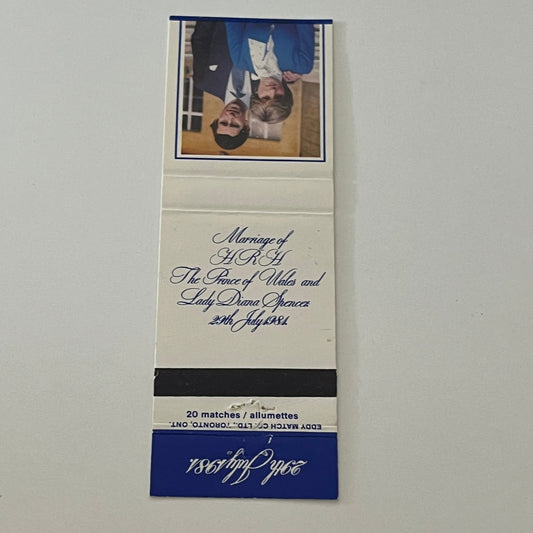 Marriage of
H R H
The Prince of Wales and
Lady Diana Spencer
29th July 1981.
20 matches / allumettes
EDDY MATCH CO. LTD., TORONTO, ONT.
29th July, 1981.